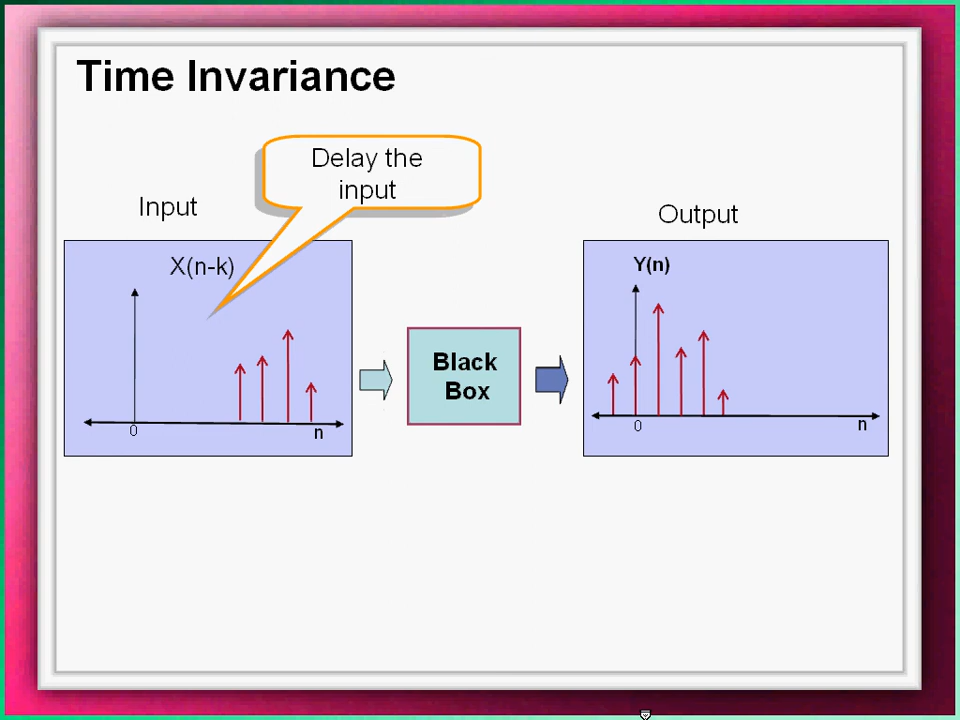 Time Invariance
Delay the
input
Input
Output
X(n-k)
Y(n)
Black
Box
0
n
0
n